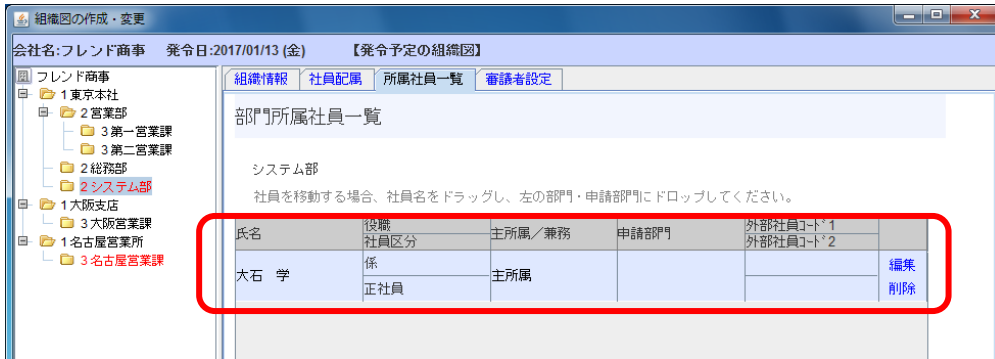 組織図の作成・変更
会社名:フレンド商事 発令日:2017/01/13 (金) 【発令予定の組織図】
フレンド商事
1 東京本社
2 営業部
3 第一営業課
3 第二営業課
2 総務部
2 システム部
1 大阪支店
3 大阪営業課
1 名古屋営業所
3 名古屋営業課
組織情報 社員配属 所属社員一覧 審議者設定
部門所属社員一覧
システム部
社員を移動する場合、社員名をドラッグし、左の部門・申請部門にドロップしてください。
氏名 役職 社員区分 主所属／兼務 申請部門 外部社員ｺｰﾄﾞ1 外部社員ｺｰﾄﾞ2
大石 学 係 正社員 主所属 編集 削除